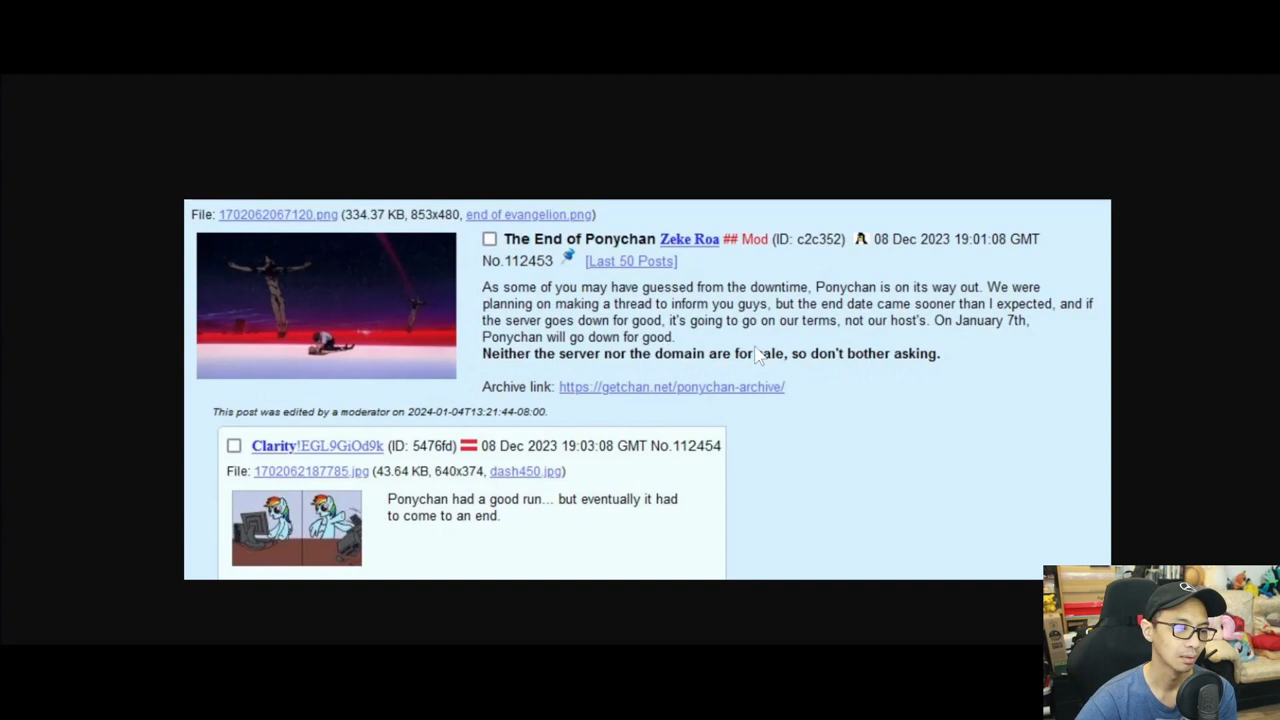 File: 1702062067120.png (334.37 KB, 853x480, end of evangelion.png)
The End of Ponychan Zeke Roa ## Mod (ID: c2c352) 08 Dec 2023 19:01:08 GMT
No.112453 [Last 50 Posts]
As some of you may have guessed from the downtime, Ponychan is on its way out. We were
planning on making a thread to inform you guys, but the end date came sooner than I expected, and if
the server goes down for good, it's going to go on our terms, not our host's. On January 7th,
Ponychan will go down for good.
Neither the server nor the domain are for sale, so don't bother asking.
Archive link: https://getchan.net/ponychan-archive/
This post was edited by a moderator on 2024-01-04T13:21:44-08:00.
Clarity!EGL9GiOd9k (ID: 5476fd) 08 Dec 2023 19:03:08 GMT No.112454
File: 1702062187785.jpg (43.64 KB, 640x374, dash450.jpg)
Ponychan had a good run... but eventually it had
to come to an end.